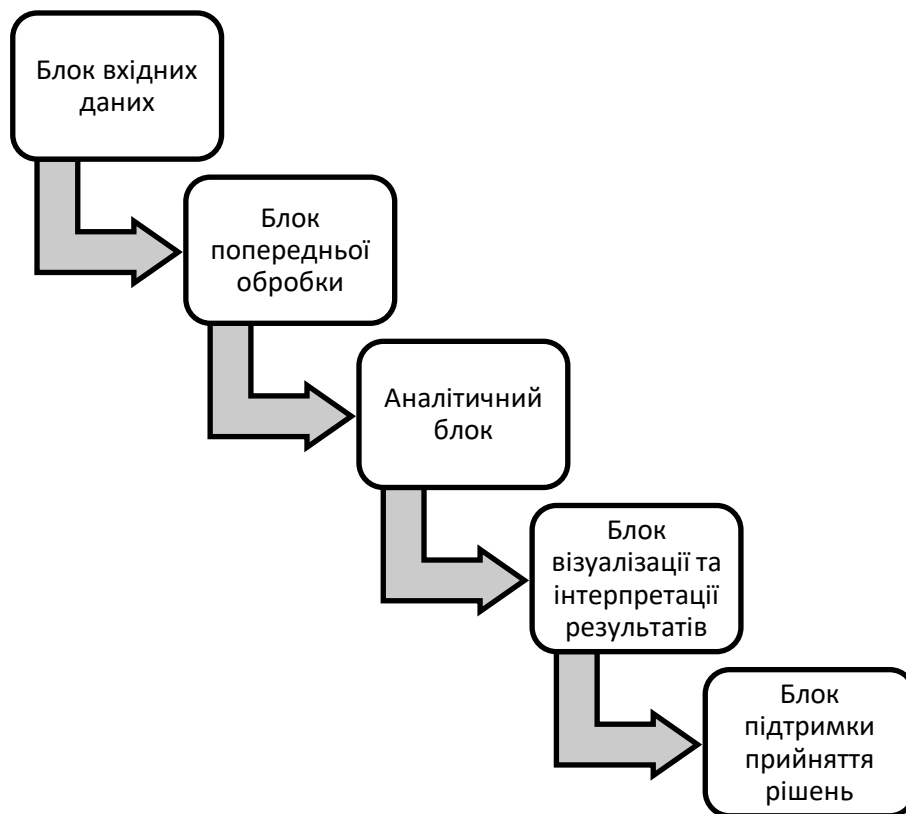 Блок вхідних
даних
Блок
попередньої
обробки
Аналітичний
блок
Блок
візуалізації та
інтерпретації
результатів
Блок
підтримки
прийняття
рішень